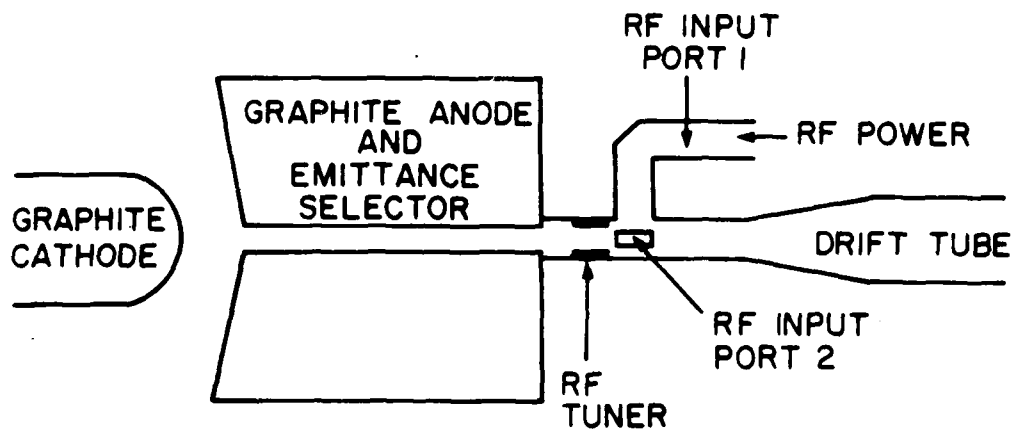 RF INPUT
PORT 1
RF POWER
GRAPHITE ANODE
AND
EMITTANCE
SELECTOR
GRAPHITE
CATHODE
DRIFT TUBE
RF INPUT
PORT 2
RF
TUNER